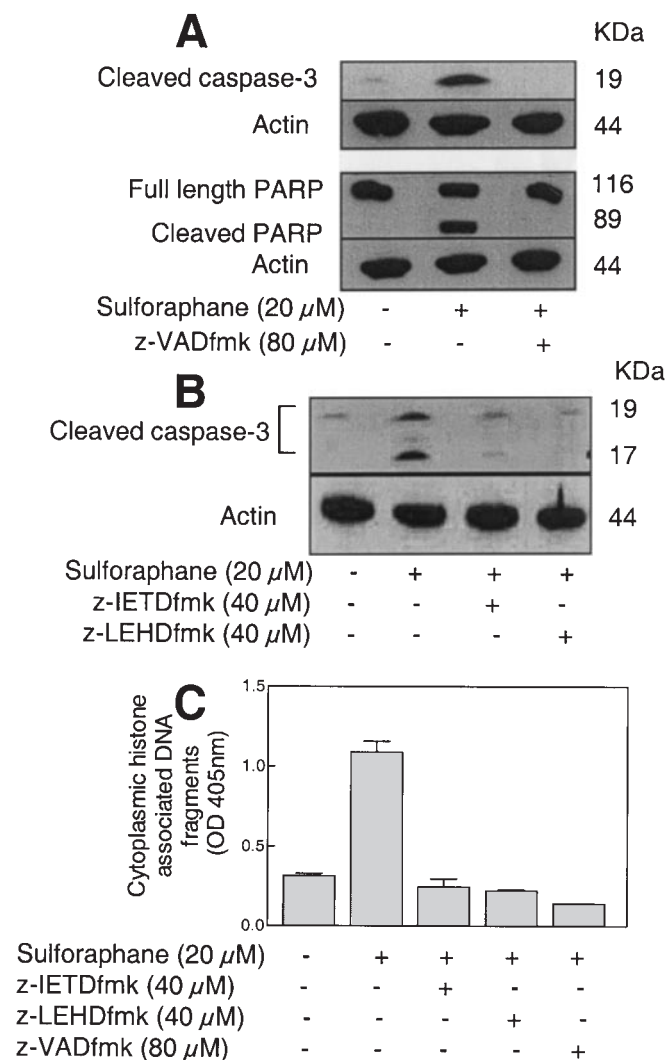 A
KDa
Cleaved caspase-3
19
Actin
44
Full length PARP
116
Cleaved PARP
89
Actin
44
Sulforaphane (20 µM) - + +
z-VADfmk (80 µM) - - +
B
KDa
Cleaved caspase-3
19
17
Actin
44
Sulforaphane (20 µM) - + + +
z-IETDfmk (40 µM) - - + -
z-LEHDfmk (40 µM) - - - +
C
Cytoplasmic histone
associated DNA
fragments
(OD 405nm)
1.5
1.0
0.5
0.0
Sulforaphane (20 µM) - + + + +
z-IETDfmk (40 µM) - - + - -
z-LEHDfmk (40 µM) - - - + -
z-VADfmk (80 µM) - - - - +